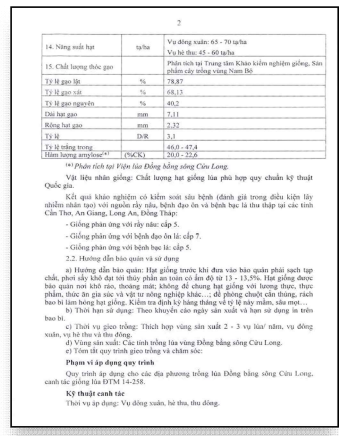 2
14. Năng suất hạt tạ/ha Vụ đông xuân: 65 - 70 tạ/ha
Vụ hè thu: 45 - 60 tạ/ha
15. Chất lượng thóc gạo Phân tích tại Trung tâm Khảo kiểm nghiệm giống, Sản
phẩm cây trồng vùng Nam Bộ
Tỷ lệ gạo lật % 78,87
Tỷ lệ gạo xát % 68,13
Tỷ lệ gạo nguyên % 40,2
Dài hạt gạo mm 7,11
Rộng hạt gạo mm 2,32
Tỷ lệ D/R 3,1
Tỷ lệ trắng trong 46,0 - 47,4
Hàm lượng amylose(*) (%CK) 20,0 - 22,6
(*) Phân tích tại Viện lúa Đồng bằng sông Cửu Long.
Vật liệu nhân giống: Chất lượng hạt giống lúa phù hợp quy chuẩn kỹ thuật
Quốc gia.
Kết quả khảo nghiệm có kiểm soát sâu bệnh (đánh giá trong điều kiện lây
nhiễm nhân tạo) với nguồn rầy nâu, bệnh đạo ôn và bệnh bạc lá thu thập tại các tỉnh
Cần Thơ, An Giang, Long An, Đồng Tháp:
- Giống phản ứng với rầy nâu: cấp 5.
- Giống phản ứng với bệnh đạo ôn lá: cấp 7.
- Giống phản ứng với bệnh bạc lá: cấp 5.
2.2. Hướng dẫn bảo quản và sử dụng
a) Hướng dẫn bảo quản: Hạt giống trước khi đưa vào bảo quản phải sạch tạp
chất, phơi sấy khô đạt tới thủy phần an toàn có ẩm độ từ 13 - 13,5%. Hạt giống được
bảo quản nơi khô ráo, thoáng mát; không để chung hạt giống với lương thực, thực
phẩm, thức ăn gia súc và vật tư nông nghiệp khác...; đề phòng chuột cắn thủng, rách
bao bì làm hỏng hạt giống. Kiểm tra định kỳ hàng tháng về tỷ lệ nảy mầm, sâu mọt...
b) Thời hạn sử dụng: Theo khuyến cáo ngày sản xuất và hạn sử dụng in trên
bao bì.
c) Thời vụ gieo trồng: Thích hợp vùng sản xuất 2 - 3 vụ lúa/ năm, vụ đông
xuân, vụ hè thu và thu đông.
d) Vùng sản xuất: Các tỉnh trồng lúa vùng Đồng bằng sông Cửu Long.
e) Tóm tắt quy trình gieo trồng và chăm sóc:
Phạm vi áp dụng quy trình
Quy trình áp dụng cho các địa phương trồng lúa Đồng bằng sông Cửu Long,
canh tác giống lúa ĐTM 14-258.
Kỹ thuật canh tác
Thời vụ áp dụng: Vụ đông xuân, hè thu, thu đông.